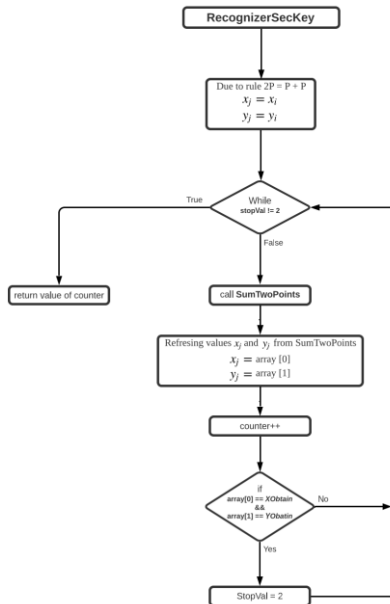 RecognizerSecKey
Due to rule 2P = P + P
xⱼ = xᵢ
yⱼ = yᵢ
While
stopVal != 2
True
False
return value of counter
call SumTwoPoints
Refresing values xⱼ and yⱼ from SumTwoPoints
xⱼ = array [0]
yⱼ = array [1]
counter++
if
array[0] == XObtain
&&
array[1] == YObatin
No
Yes
StopVal = 2